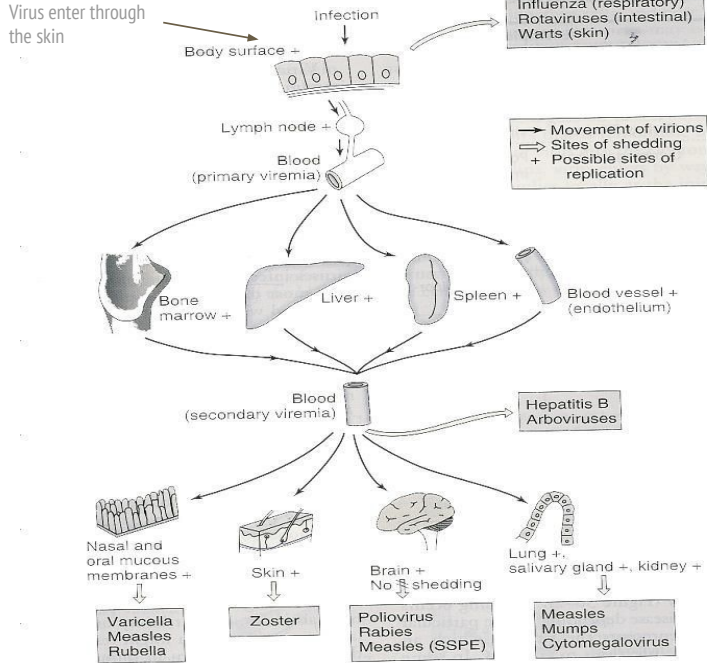 Virus enter through
the skin
Infection
Influenza (respiratory)
Rotaviruses (intestinal)
Warts (skin)
Body surface +
Lymph node +
Blood
(primary viremia)
Movement of virions
Sites of shedding
+ Possible sites of
replication
Bone
marrow +
Liver +
Spleen +
Blood vessel +
(endothelium)
Blood
(secondary viremia)
Hepatitis B
Arboviruses
Nasal and
oral mucous
membranes +
Skin +
Brain +
No shedding
Lung +,
salivary gland +, kidney +
Varicella
Measles
Rubella
Zoster
Poliovirus
Rabies
Measles (SSPE)
Measles
Mumps
Cytomegalovirus